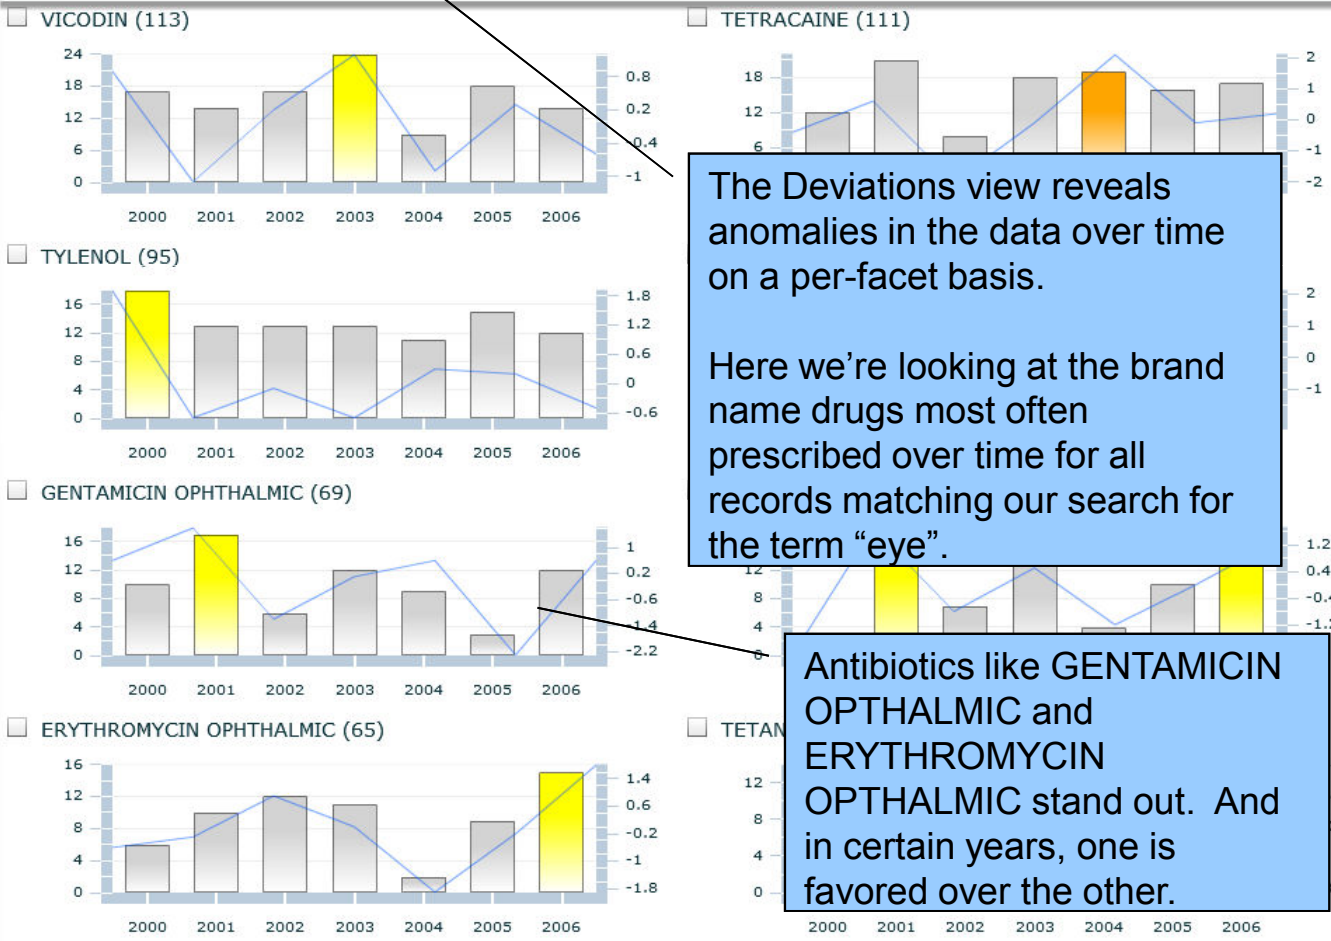 VICODIN (113)
24
18
12
6
0
0.8
0.2
-0.4
-1
2000 2001 2002 2003 2004 2005 2006
TETRACAINE (111)
18
12
6
2
1
0
-1
-2
The Deviations view reveals
anomalies in the data over time
on a per-facet basis.
Here we’re looking at the brand
name drugs most often
prescribed over time for all
records matching our search for
the term “eye”.
TYLENOL (95)
16
12
8
4
0
1.8
1.2
0.6
0
-0.6
2000 2001 2002 2003 2004 2005 2006
2
1
0
-1
GENTAMICIN OPHTHALMIC (69)
16
12
8
4
0
1
0.2
-0.6
-1.4
-2.2
2000 2001 2002 2003 2004 2005 2006
12
8
4
0
1.2
0.4
-0.4
Antibiotics like GENTAMICIN
OPTHALMIC and
ERYTHROMYCIN
OPTHALMIC stand out. And
in certain years, one is
favored over the other.
ERYTHROMYCIN OPHTHALMIC (65)
16
12
8
4
0
1.4
0.6
-0.2
-1
-1.8
2000 2001 2002 2003 2004 2005 2006
TETAN
12
8
4
0
2000 2001 2002 2003 2004 2005 2006